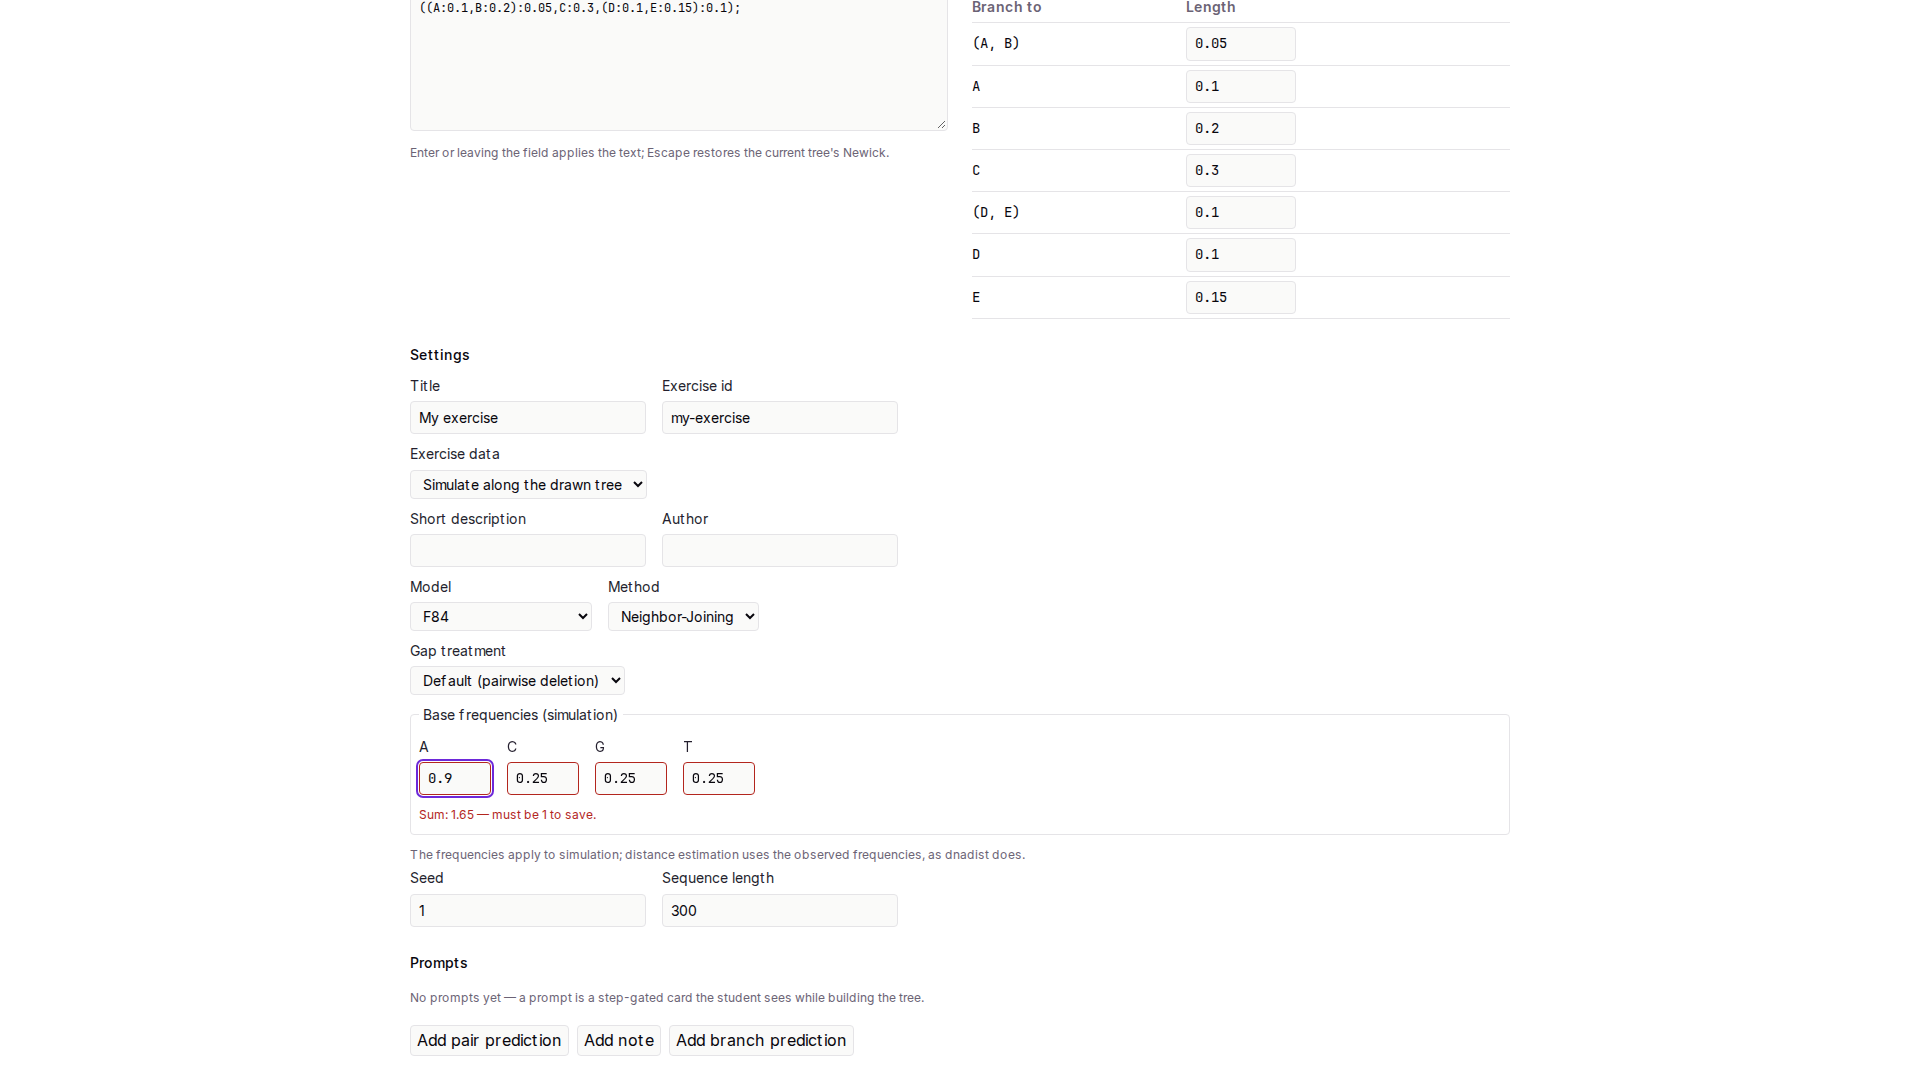 ((A:0.1,B:0.2):0.05,C:0.3,(D:0.1,E:0.15):0.1);
Enter or leaving the field applies the text; Escape restores the current tree's Newick.
Branch to Length
(A, B) 0.05
A 0.1
B 0.2
C 0.3
(D, E) 0.1
D 0.1
E 0.15
Settings
Title Exercise id
My exercise my-exercise
Exercise data
Simulate along the drawn tree
Short description Author
Model Method
F84 Neighbor-Joining
Gap treatment
Default (pairwise deletion)
Base frequencies (simulation)
A C G T
0.9 0.25 0.25 0.25
Sum: 1.65 — must be 1 to save.
The frequencies apply to simulation; distance estimation uses the observed frequencies, as dnadist does.
Seed Sequence length
1 300
Prompts
No prompts yet — a prompt is a step-gated card the student sees while building the tree.
Add pair prediction Add note Add branch prediction